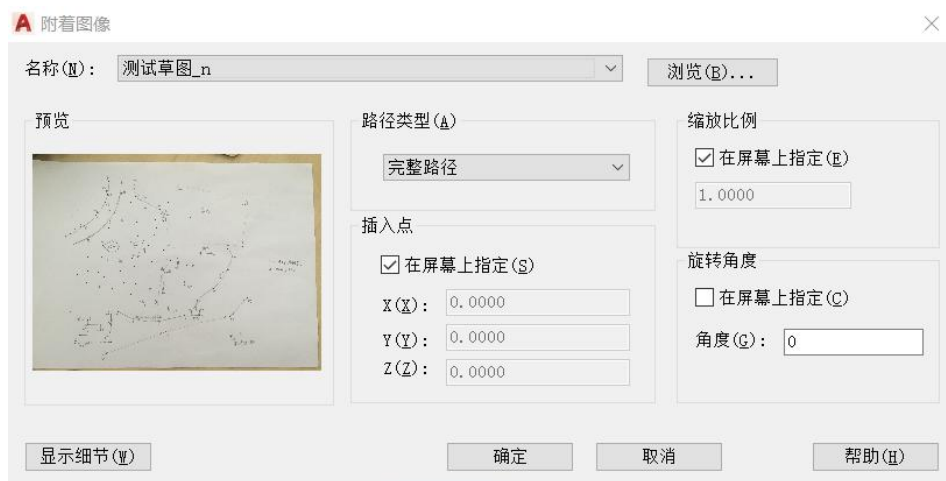 附着图像
名称(N): 测试草图_n 浏览(B)...
预览
路径类型(A)
完整路径
插入点
在屏幕上指定(S)
X(X): 0.0000
Y(Y): 0.0000
Z(Z): 0.0000
缩放比例
在屏幕上指定(E)
1.0000
旋转角度
在屏幕上指定(C)
角度(G): 0
显示细节(W) 确定 取消 帮助(H)